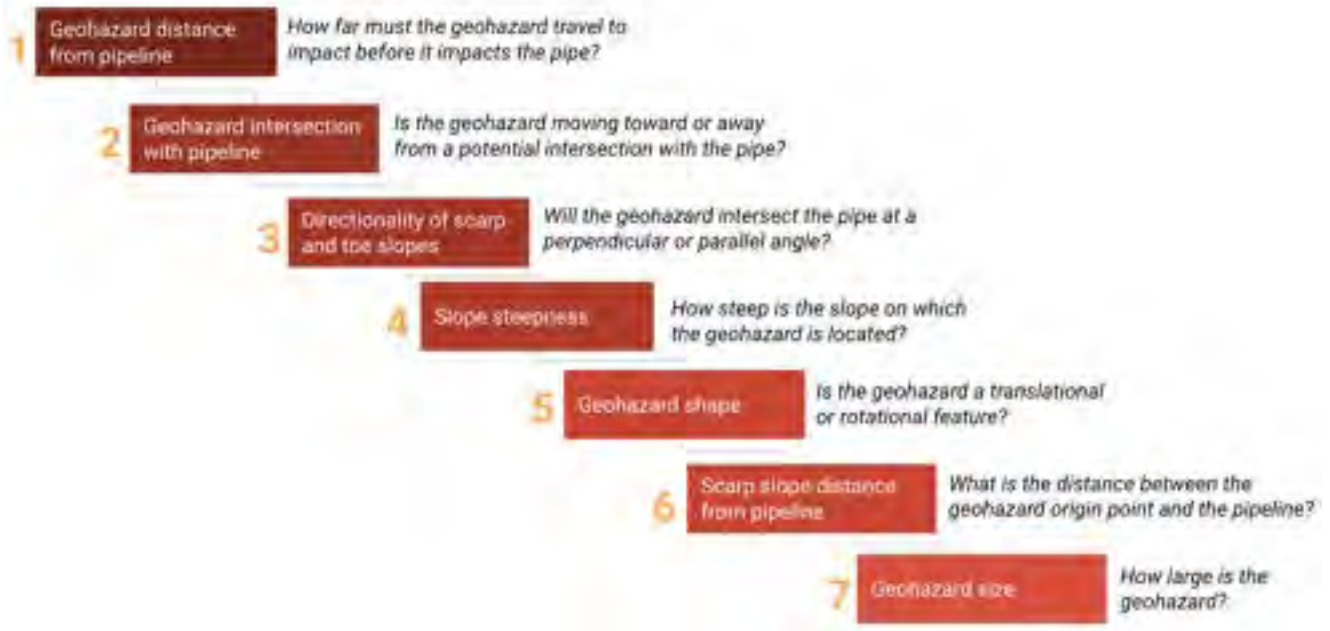 1
Geohazard distance
from pipeline
How far must the geohazard travel to
impact before it impacts the pipe?
2
Geohazard intersection
with pipeline
Is the geohazard moving toward or away
from a potential intersection with the pipe?
3
Directionality of scarp
and toe slopes
Will the geohazard intersect the pipe at a
perpendicular or parallel angle?
4
Slope steepness
How steep is the slope on which
the geohazard is located?
5
Geohazard shape
Is the geohazard a translational
or rotational feature?
6
Scarp slope distance
from pipeline
What is the distance between the
geohazard origin point and the pipeline?
7
Geohazard size
How large is the
geohazard?